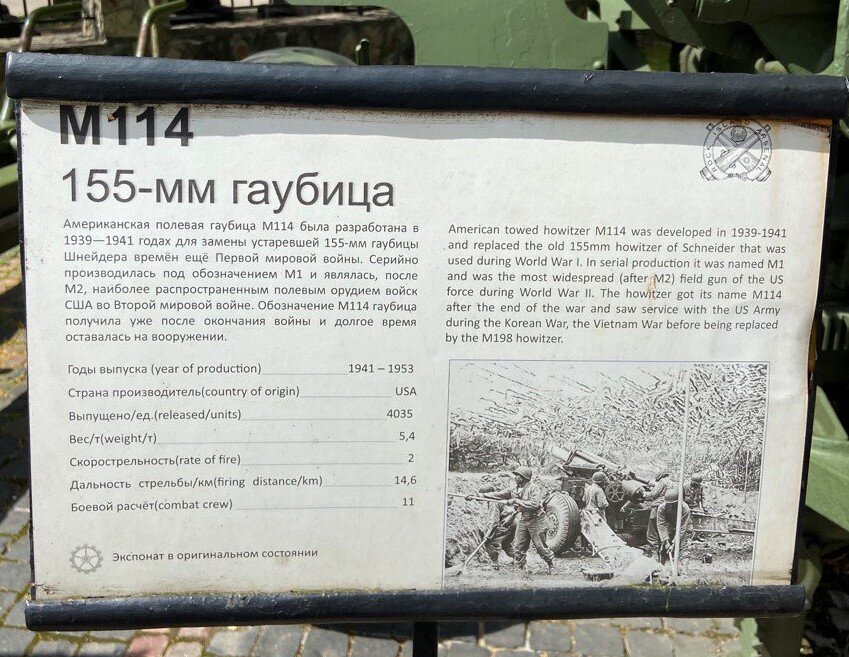 М114
155-мм гаубица
Американская полевая гаубица М114 была разработана в
1939—1941 годах для замены устаревшей 155-мм гаубицы
Шнейдера времён ещё Первой мировой войны. Серийно
производилась под обозначением М1 и являлась, после
М2, наиболее распространенным полевым орудием войск
США во Второй мировой войне. Обозначение М114 гаубица
получила уже после окончания войны и долгое время
оставалась на вооружении.
Годы выпуска (year of production) 1941 – 1953
Страна производитель(country of origin) USA
Выпущено/ед.(released/units) 4035
Вес/т(weight/т) 5,4
Скорострельность(rate of fire) 2
Дальность стрельбы/км(firing distance/km) 14,6
Боевой расчёт(combat crew) 11
Экспонат в оригинальном состоянии
American towed howitzer M114 was developed in 1939-1941
and replaced the old 155mm howitzer of Schneider that was
used during World War I. In serial production it was named M1
and was the most widespread (after M2) field gun of the US
force during World War II. The howitzer got its name M114
after the end of the war and saw service with the US Army
during the Korean War, the Vietnam War before being replaced
by the M198 howitzer.